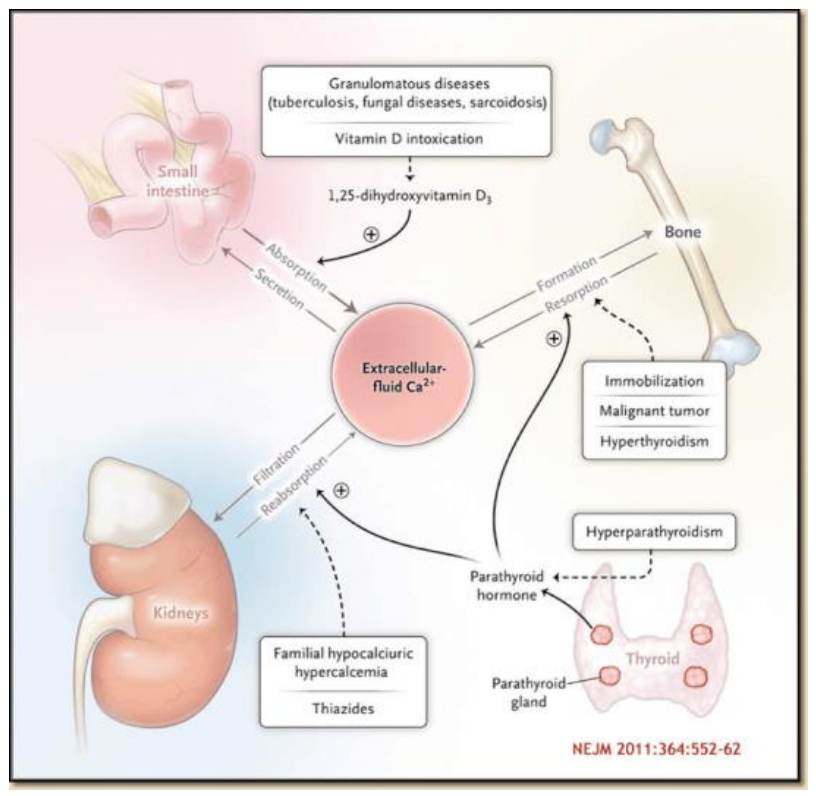 Granulomatous diseases
(tuberculosis, fungal diseases, sarcoidosis)
Vitamin D intoxication
Small
intestine
1,25-dihydroxyvitamin D₃
⊕
Absorption
Secretion
Bone
Formation
Resorption
⊕
Extracellular-
fluid Ca²⁺
Immobilization
Malignant tumor
Hyperthyroidism
Filtration
Reabsorption
⊕
Hyperparathyroidism
Parathyroid
hormone
Kidneys
Familial hypocalciuric
hypercalcemia
Thiazides
Thyroid
Parathyroid
gland
NEJM 2011:364:552-62